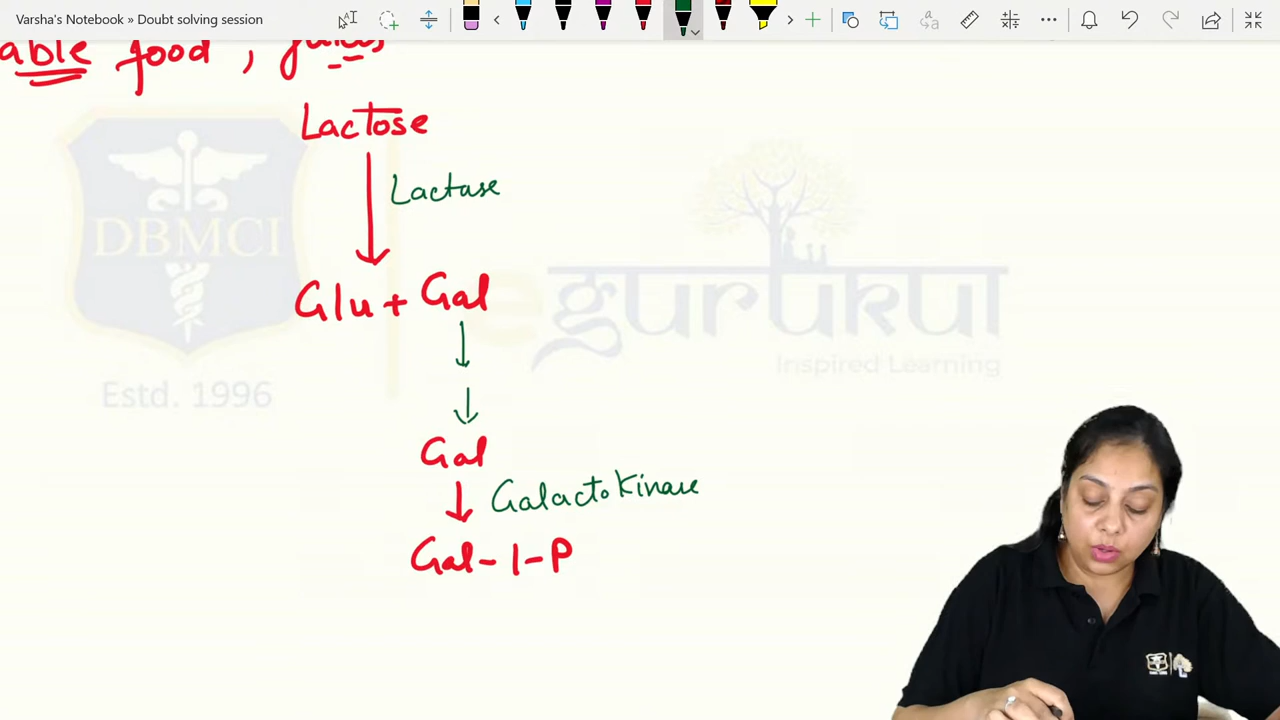 Varsha's Notebook » Doubt solving session
able food, juices
Lactose
Lactase
Glu + Gal
Gal
Galactokinase
Gal-1-P
DBMCI
Estd. 1996
egurukul
Inspired Learning